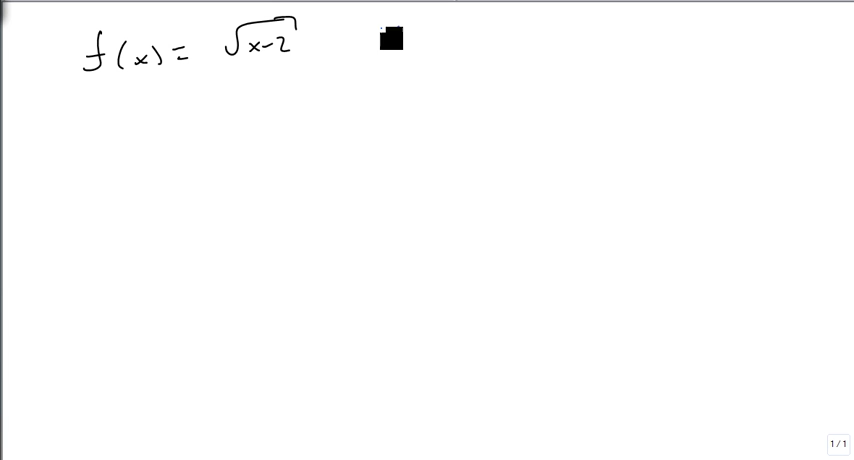 f(x) = √x-2
1 / 1